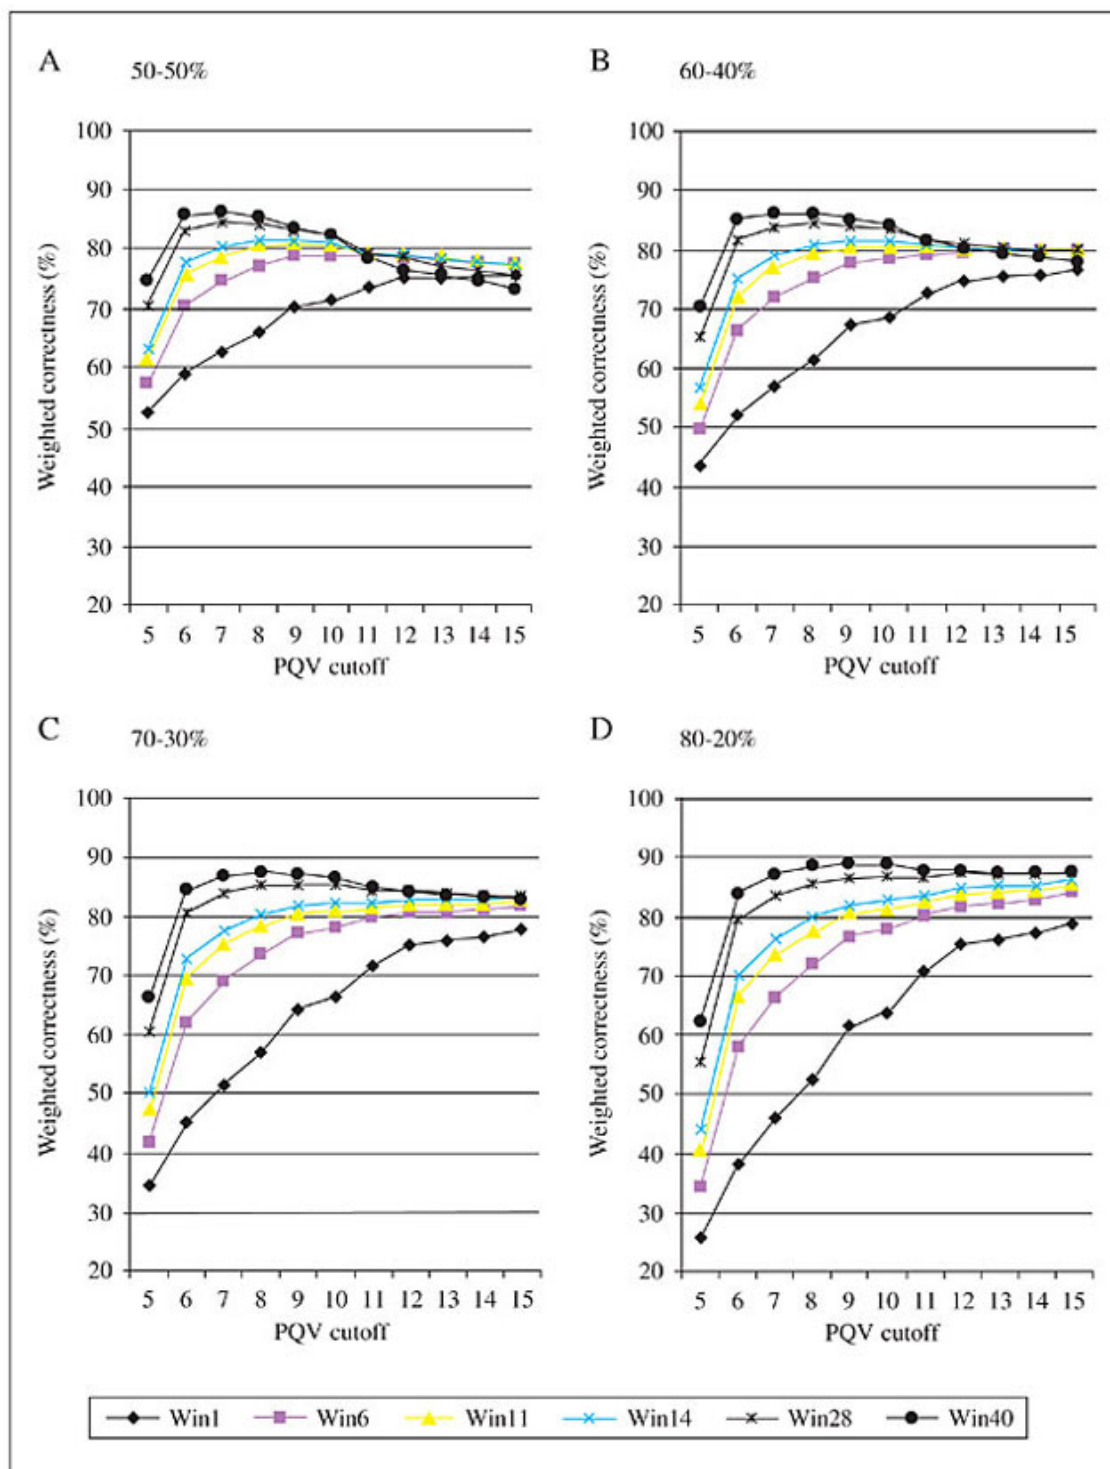 A
50-50%
100
90
80
70
60
50
40
30
20
Weighted correctness (%)
5 6 7 8 9 10 11 12 13 14 15
PQV cutoff
B
60-40%
100
90
80
70
60
50
40
30
20
Weighted correctness (%)
5 6 7 8 9 10 11 12 13 14 15
PQV cutoff
C
70-30%
100
90
80
70
60
50
40
30
20
Weighted correctness (%)
5 6 7 8 9 10 11 12 13 14 15
PQV cutoff
D
80-20%
100
90
80
70
60
50
40
30
20
Weighted correctness (%)
5 6 7 8 9 10 11 12 13 14 15
PQV cutoff
Win1 Win6 Win11 Win14 Win28 Win40